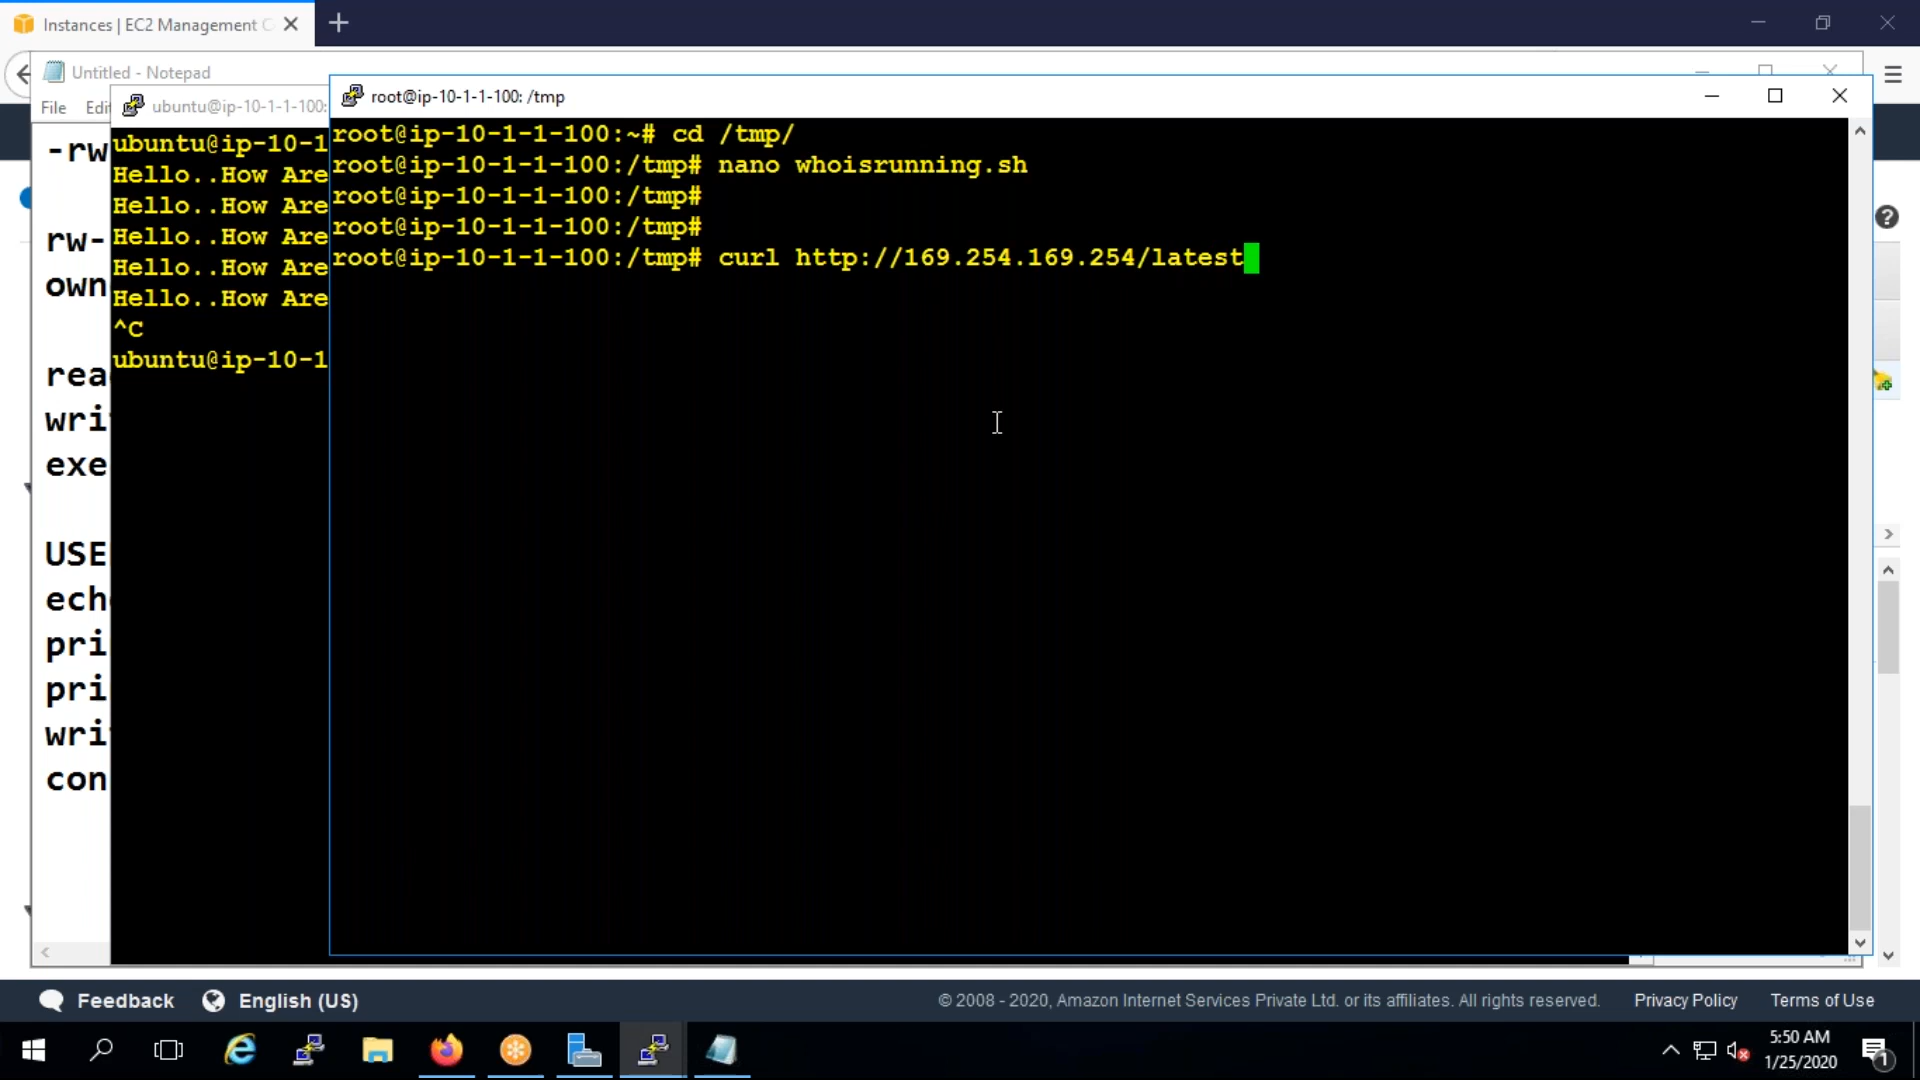 Instances | EC2 Management C
Untitled - Notepad
File Edi
ubuntu@ip-10-1-1-100:
root@ip-10-1-1-100: /tmp
-rw
rw-
own
rea
wri
exe
USE
ech
pri
pri
wri
con
ubuntu@ip-10-1
Hello..How Are
Hello..How Are
Hello..How Are
Hello..How Are
Hello..How Are
^C
ubuntu@ip-10-1
root@ip-10-1-1-100:~# cd /tmp/
root@ip-10-1-1-100:/tmp# nano whoisrunning.sh
root@ip-10-1-1-100:/tmp#
root@ip-10-1-1-100:/tmp#
root@ip-10-1-1-100:/tmp# curl http://169.254.169.254/latest
Feedback English (US) © 2008 - 2020, Amazon Internet Services Private Ltd. or its affiliates. All rights reserved. Privacy Policy Terms of Use
5:50 AM
1/25/2020
1